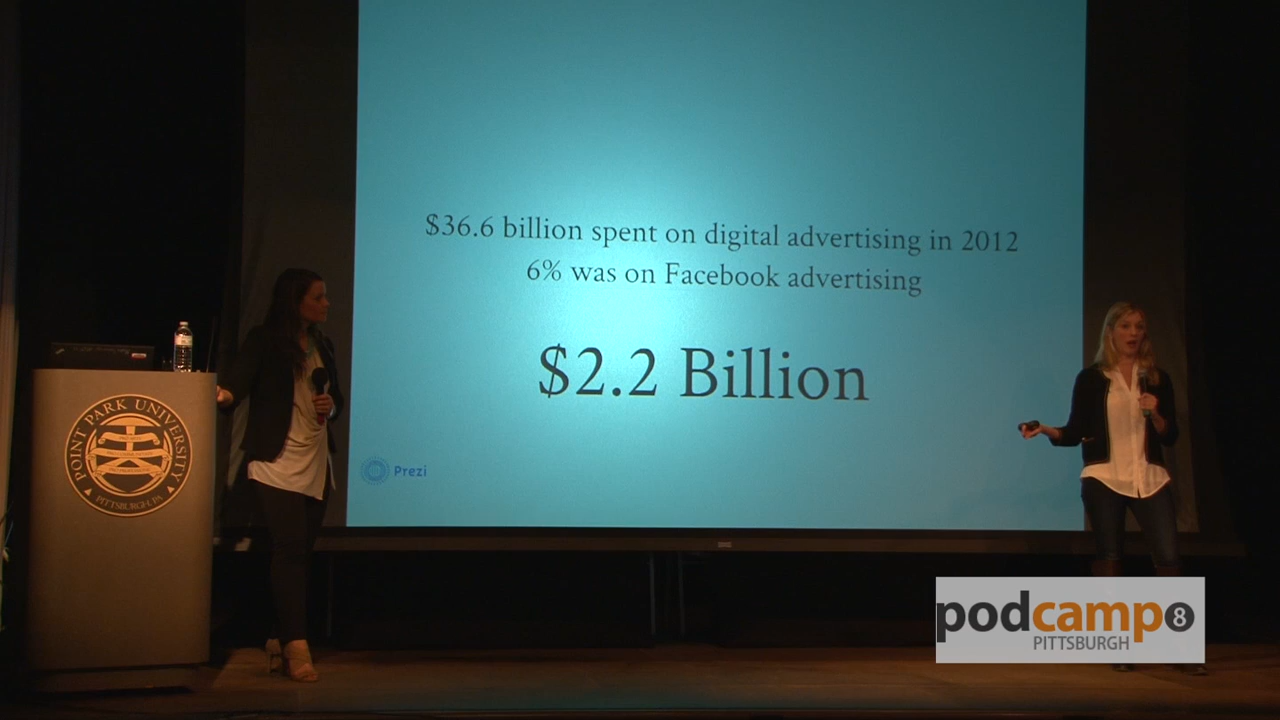 $36.6 billion spent on digital advertising in 2012
6% was on Facebook advertising
$2.2 Billion
Prezi
POINT PARK UNIVERSITY
PITTSBURGH, PA
podcamp8
PITTSBURGH